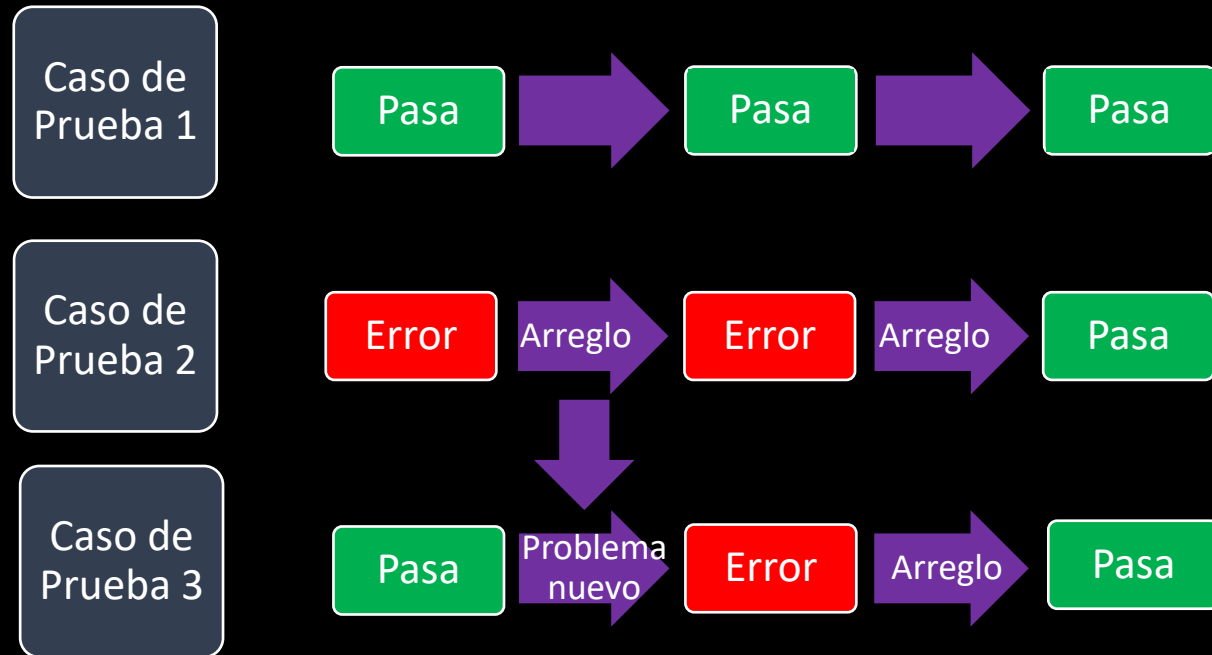 Caso de
Prueba 1
Pasa
Pasa
Pasa
Caso de
Prueba 2
Error
Arreglo
Error
Arreglo
Pasa
Caso de
Prueba 3
Pasa
Problema
nuevo
Error
Arreglo
Pasa